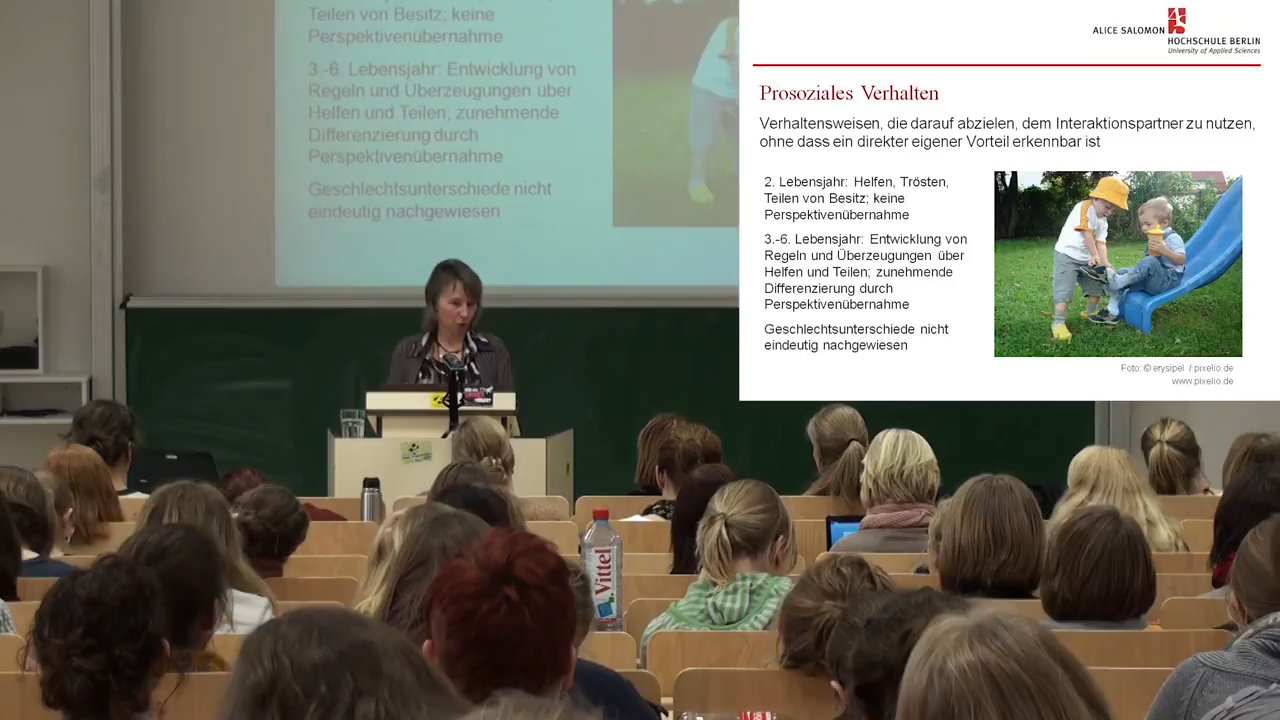 Teilen von Besitz; keine
Perspektivenübernahme
3.-6. Lebensjahr: Entwicklung von
Regeln und Überzeugungen über
Helfen und Teilen; zunehmende
Differenzierung durch
Perspektivenübernahme
Geschlechtsunterschiede nicht
eindeutig nachgewiesen
ALICE SALOMON
HOCHSCHULE BERLIN
University of Applied Sciences
Prosoziales Verhalten
Verhaltensweisen, die darauf abzielen, dem Interaktionspartner zu nutzen,
ohne dass ein direkter eigener Vorteil erkennbar ist
2. Lebensjahr: Helfen, Trösten,
Teilen von Besitz; keine
Perspektivenübernahme
3.-6. Lebensjahr: Entwicklung von
Regeln und Überzeugungen über
Helfen und Teilen; zunehmende
Differenzierung durch
Perspektivenübernahme
Geschlechtsunterschiede nicht
eindeutig nachgewiesen
Foto: © erysipel / pixelio.de
www.pixelio.de
Vittel